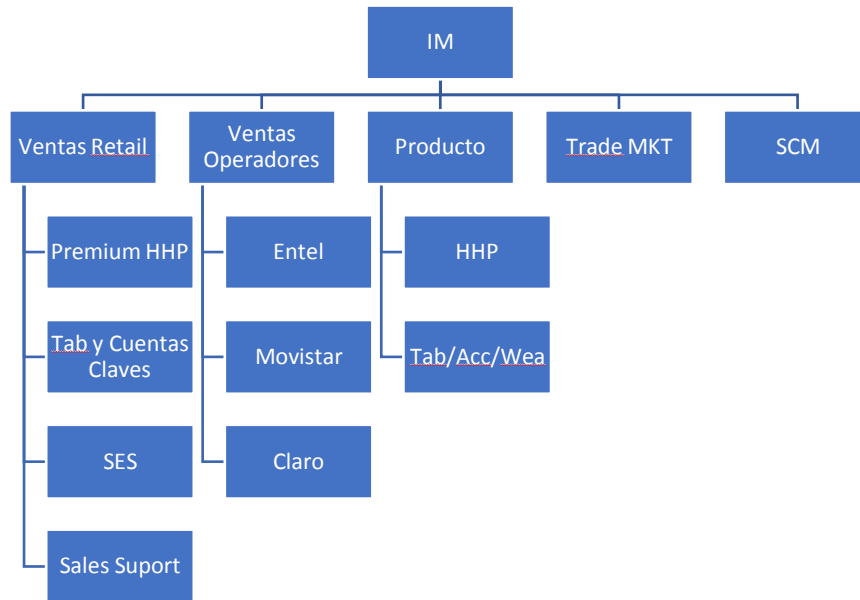 IM
Ventas Retail
Ventas
Operadores
Producto
Trade MKT
SCM
Premium HHP
Entel
HHP
Tab y Cuentas
Claves
Movistar
Tab/Acc/Wea
SES
Claro
Sales Suport